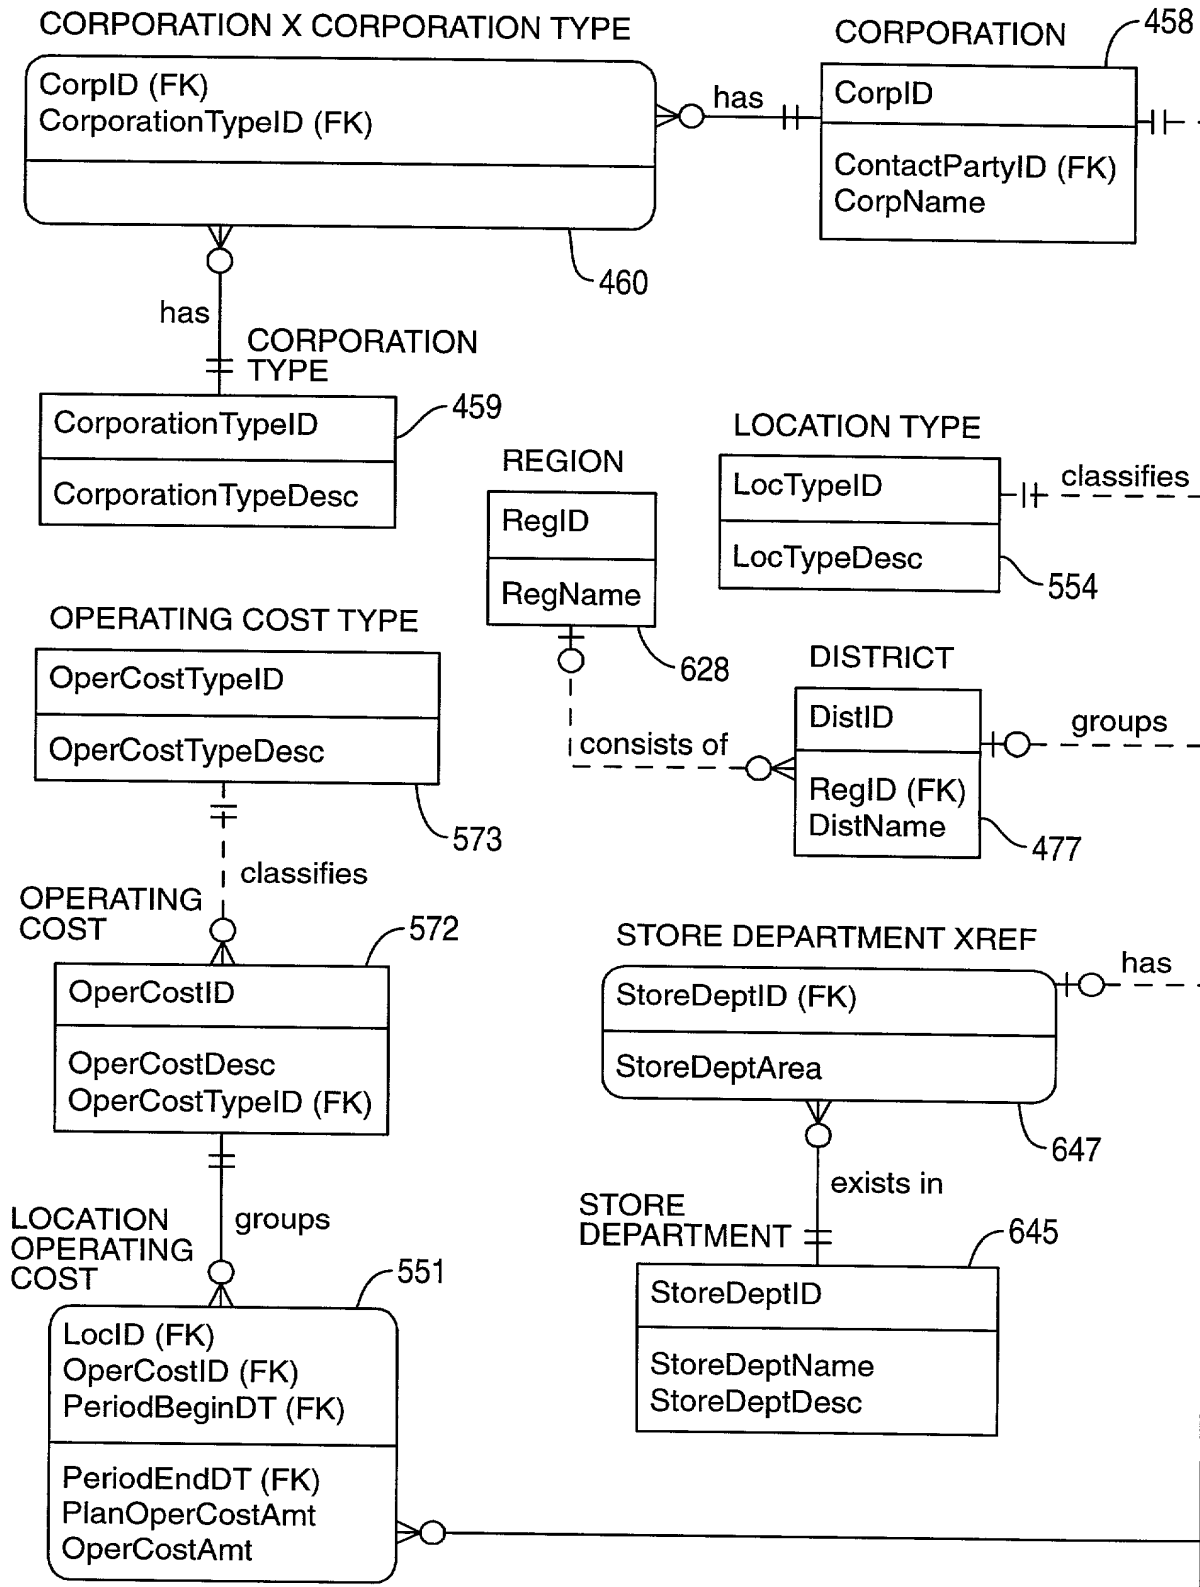 CORPORATION X CORPORATION TYPE
CorpID (FK)
CorporationTypeID (FK)
has
CORPORATION
458
CorpID
ContactPartyID (FK)
CorpName
460
has
CORPORATION
TYPE
459
CorporationTypeID
CorporationTypeDesc
REGION
RegID
RegName
628
LOCATION TYPE
LocTypeID
LocTypeDesc
classifies
554
OPERATING COST TYPE
OperCostTypeID
OperCostTypeDesc
573
consists of
DISTRICT
DistID
RegID (FK)
DistName
groups
477
classifies
OPERATING
COST
572
OperCostID
OperCostDesc
OperCostTypeID (FK)
STORE DEPARTMENT XREF
StoreDeptID (FK)
StoreDeptArea
has
647
exists in
STORE
DEPARTMENT
645
StoreDeptID
StoreDeptName
StoreDeptDesc
groups
LOCATION
OPERATING
COST
551
LocID (FK)
OperCostID (FK)
PeriodBeginDT (FK)
PeriodEndDT (FK)
PlanOperCostAmt
OperCostAmt